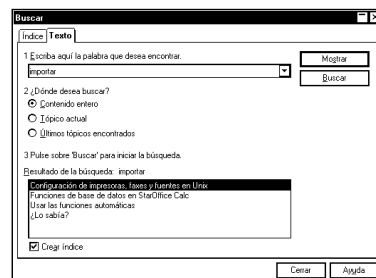 Buscar
Índice Texto
1 Escriba aquí la palabra que desea encontrar.
importar
Mostrar
Buscar
2 ¿Dónde desea buscar?
Contenido entero
Tópico actual
Últimos tópicos encontrados
3 Pulse sobre 'Buscar' para iniciar la búsqueda.
Resultado de la búsqueda: importar
Configuración de impresoras, faxes y fuentes en Unix
Funciones de base de datos en StarOffice Calc
Usar las funciones automáticas
¿Lo sabía?
Crear índice
Cerrar Ayuda